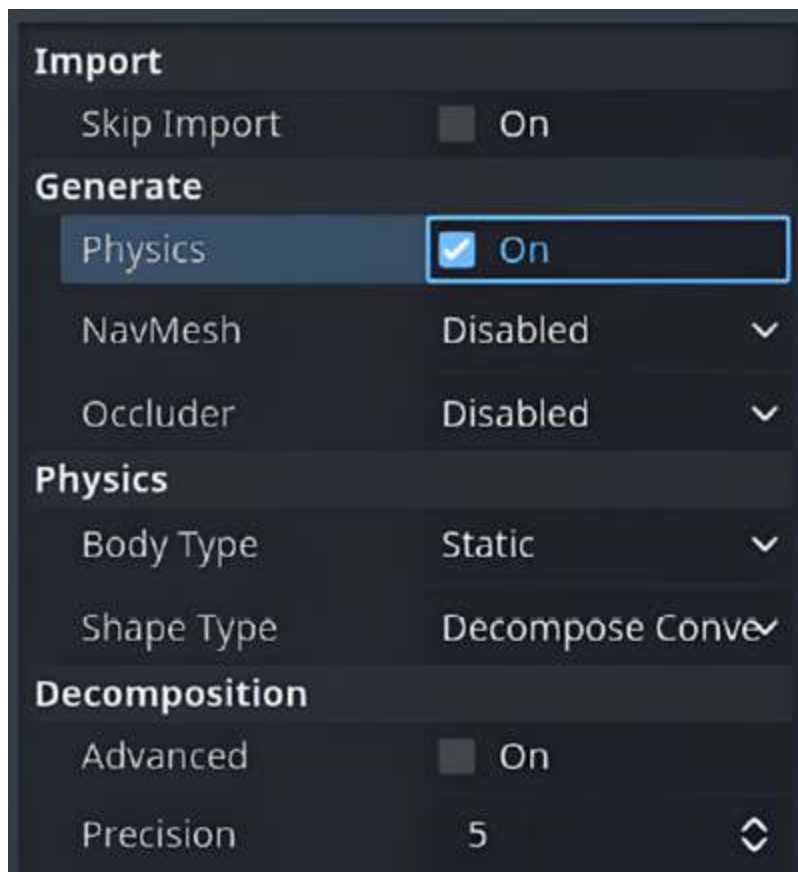 Import
Skip Import On
Generate
Physics On
NavMesh Disabled
Occluder Disabled
Physics
Body Type Static
Shape Type Decompose Conve
Decomposition
Advanced On
Precision 5